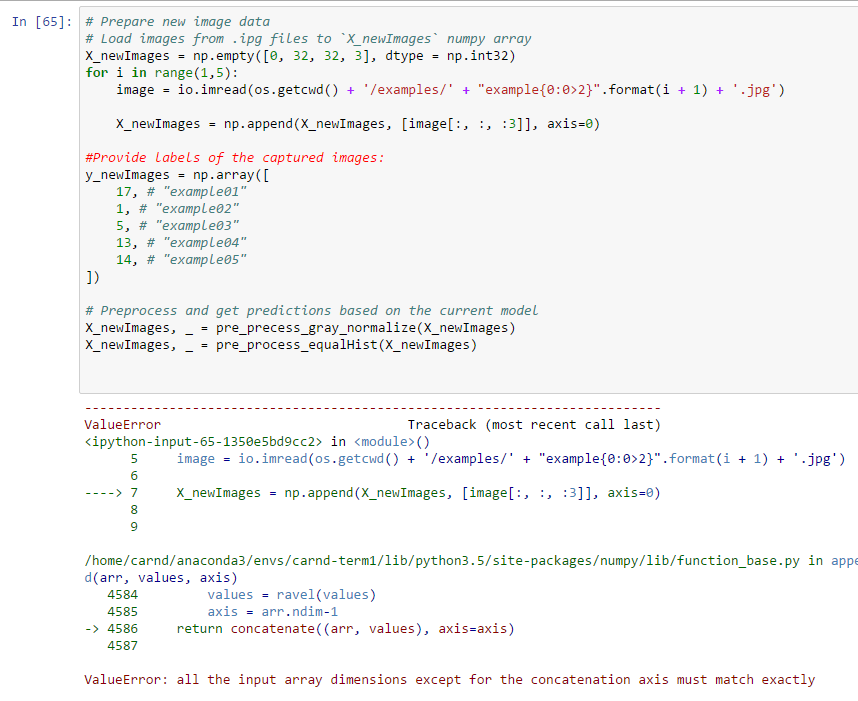 In [65]: # Prepare new image data
# Load images from .ipg files to `X_newImages` numpy array
X_newImages = np.empty([0, 32, 32, 3], dtype = np.int32)
for i in range(1,5):
    image = io.imread(os.getcwd() + '/examples/' + "example{0:0>2}".format(i + 1) + '.jpg')
    X_newImages = np.append(X_newImages, [image[:, :, :3]], axis=0)
#Provide labels of the captured images:
y_newImages = np.array([
    17, # "example01"
    1, # "example02"
    5, # "example03"
    13, # "example04"
    14, # "example05"
])
# Preprocess and get predictions based on the current model
X_newImages, _ = pre_precess_gray_normalize(X_newImages)
X_newImages, _ = pre_process_equalHist(X_newImages)
---------------------------------------------------------------------------
ValueError                                Traceback (most recent call last)
<ipython-input-65-1350e5bd9cc2> in <module>()
      5     image = io.imread(os.getcwd() + '/examples/' + "example{0:0>2}".format(i + 1) + '.jpg')
      6
----> 7     X_newImages = np.append(X_newImages, [image[:, :, :3]], axis=0)
      8
      9
/home/carnd/anaconda3/envs/carnd-term1/lib/python3.5/site-packages/numpy/lib/function_base.py in appe
d(arr, values, axis)
   4584         values = ravel(values)
   4585         axis = arr.ndim-1
-> 4586     return concatenate((arr, values), axis=axis)
   4587
ValueError: all the input array dimensions except for the concatenation axis must match exactly